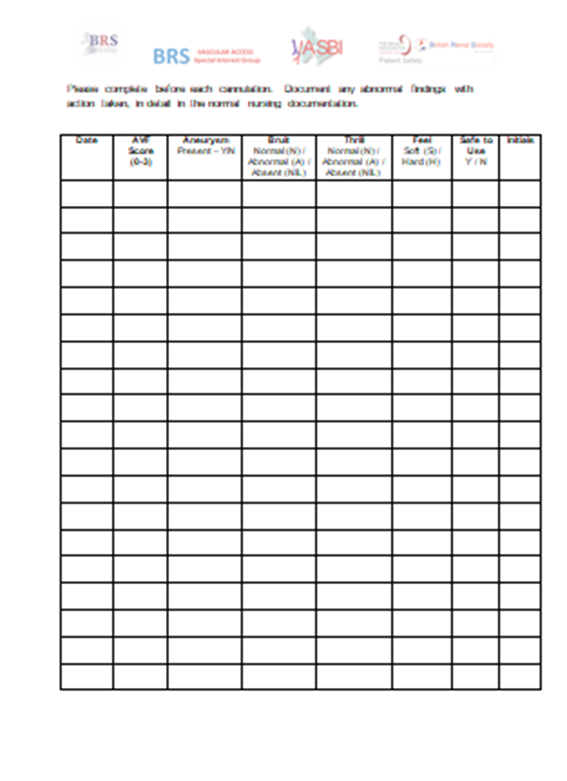 BRS
BRS VASCULAR ACCESS
Special Interest Group
VASBI
British Renal Society
Patient Safety
Please complete before each cannulation. Document any abnormal findings with
action taken, in detail in the normal nursing documentation.
Date
AVF
Score
(0-3)
Aneurysm
Present – Y/N
Bruit
Normal (N) /
Abnormal (A) /
Absent (NIL)
Thrill
Normal (N) /
Abnormal (A) /
Absent (NIL)
Feel
Soft (S) /
Hard (H)
Safe to
Use
Y / N
Initials